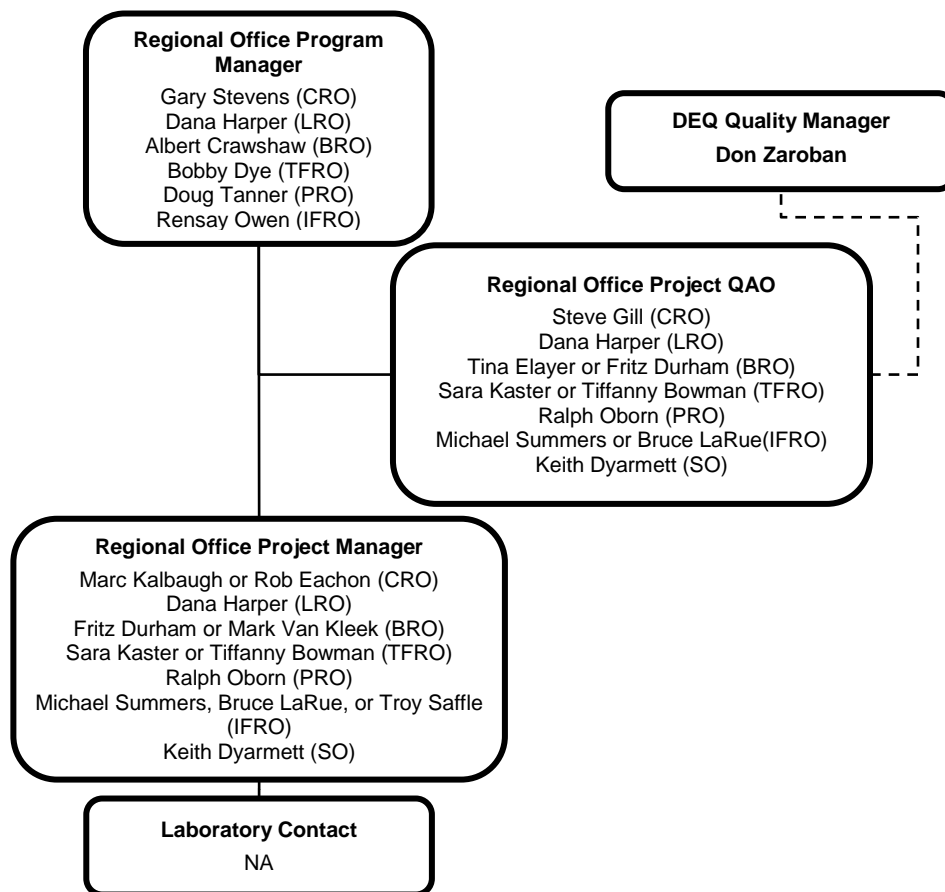 Regional Office Program
Manager
Gary Stevens (CRO)
Dana Harper (LRO)
Albert Crawshaw (BRO)
Bobby Dye (TFRO)
Doug Tanner (PRO)
Rensay Owen (IFRO)
DEQ Quality Manager
Don Zaroban
Regional Office Project QAO
Steve Gill (CRO)
Dana Harper (LRO)
Tina Elayer or Fritz Durham (BRO)
Sara Kaster or Tiffanny Bowman (TFRO)
Ralph Oborn (PRO)
Michael Summers or Bruce LaRue(IFRO)
Keith Dyarmett (SO)
Regional Office Project Manager
Marc Kalbaugh or Rob Eachon (CRO)
Dana Harper (LRO)
Fritz Durham or Mark Van Kleek (BRO)
Sara Kaster or Tiffanny Bowman (TFRO)
Ralph Oborn (PRO)
Michael Summers, Bruce LaRue, or Troy Saffle
(IFRO)
Keith Dyarmett (SO)
Laboratory Contact
NA